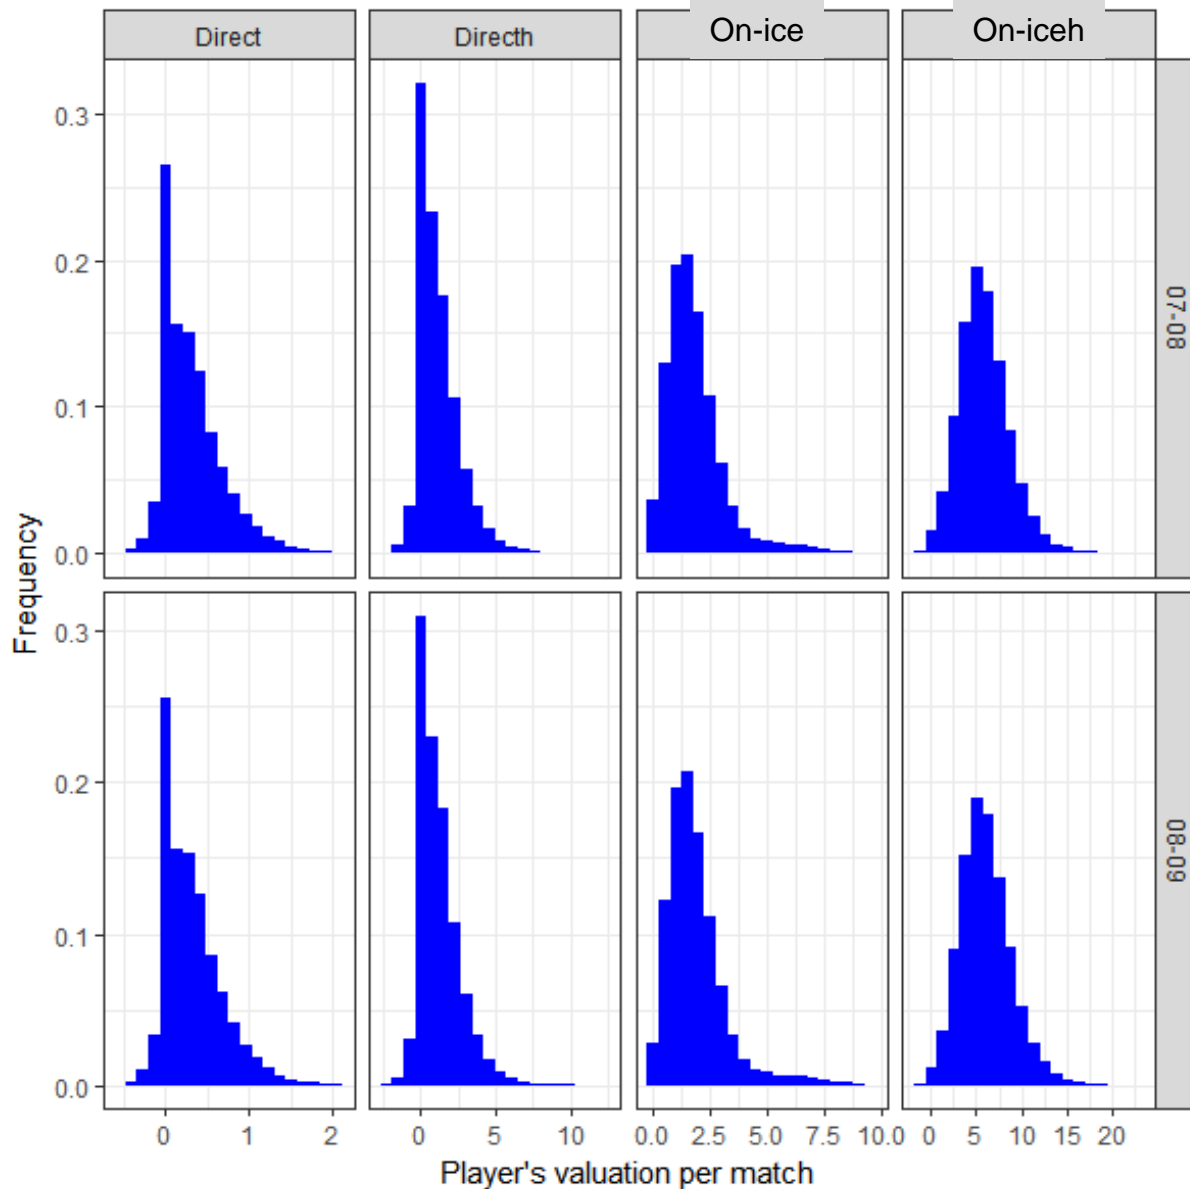 Direct
Directh
On-ice
On-iceh
0.3
0.2
0.1
0.0
07-08
0.3
0.2
0.1
0.0
08-09
Frequency
0 1 2
0 5 10
0.0 2.5 5.0 7.5 10.0
0 5 10 15 20
Player's valuation per match